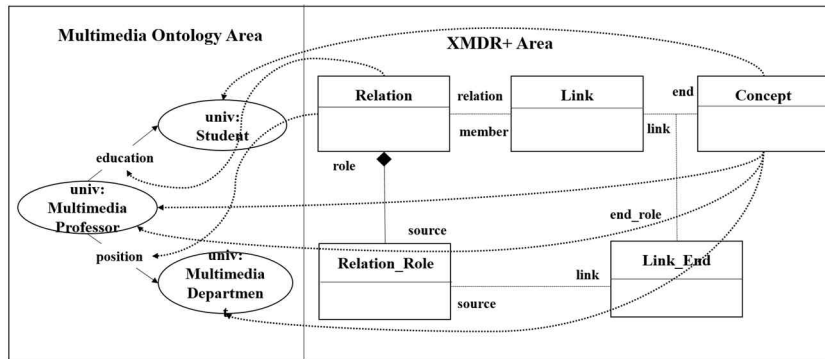 Multimedia Ontology Area
XMDR+ Area
univ:
Student
education
univ:
Multimedia
Professor
position
univ:
Multimedia
Departmen
t
Relation
relation
member
Link
end
link
Concept
role
source
end_role
Relation_Role
link
source
Link_End